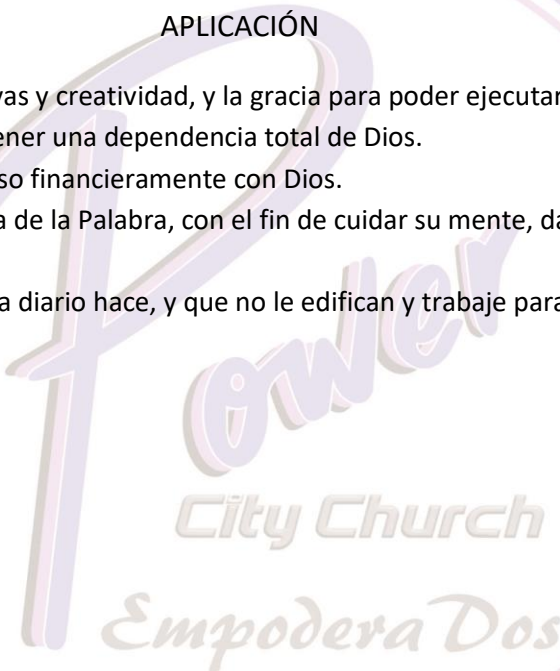 APLICACIÓN
vas y creatividad, y la gracia para poder ejecutar
ener una dependencia total de Dios.
so financieramente con Dios.
a de la Palabra, con el fin de cuidar su mente, da
a diario hace, y que no le edifican y trabaje para
Power
City Church
Empodera Dos